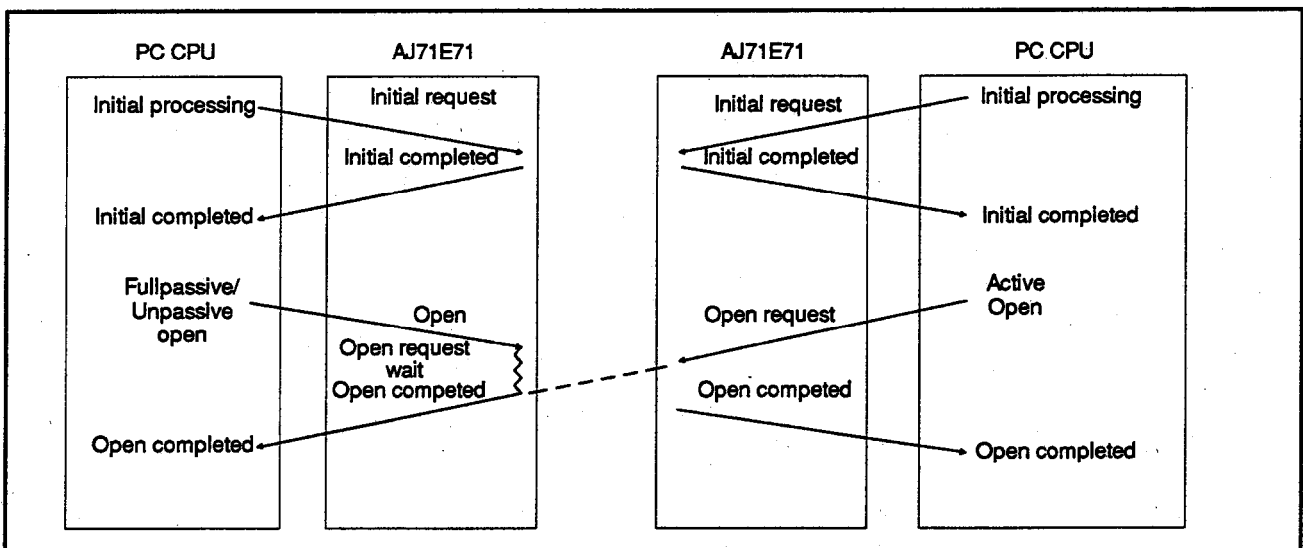 PC CPU
AJ71E71
AJ71E71
PC CPU
Initial processing
Initial request
Initial request
Initial processing
Initial completed
Initial completed
Initial completed
Initial completed
Fullpassive/
Unpassive
open
Open
Open request
wait
Open competed
Open request
Active
Open
Open competed
Open completed
Open completed